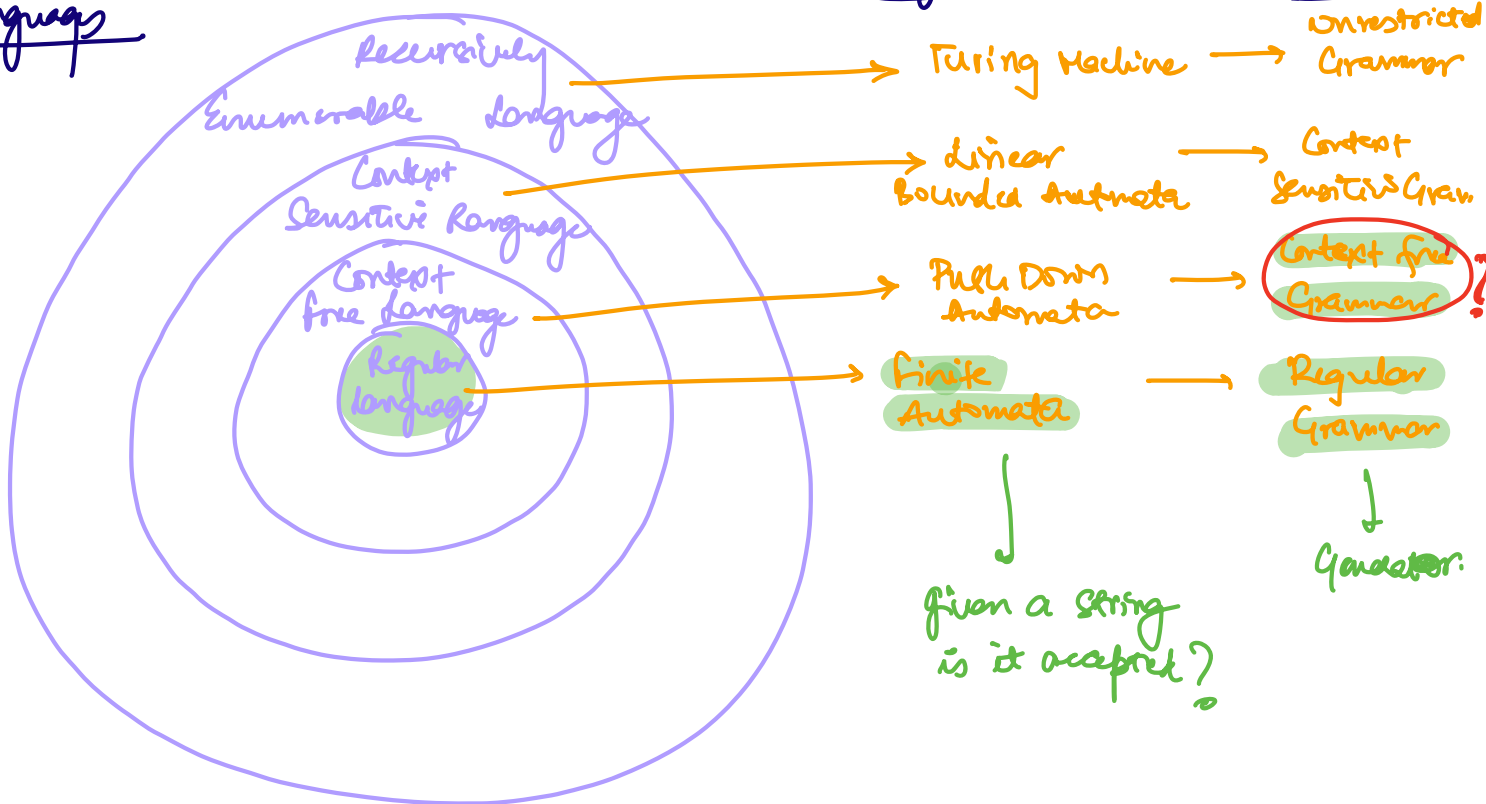 Recursively
Enumerable Language
Context
Sensitive Language
Context
free Language
Regular
Language
Turing Machine
Linear
Bounded Automata
Push Down
Automata
Finite
Automata
given a string
is it accepted?
Unrestricted
Grammar
Context
Sensitive Gram
Context free
Grammar
?
Regular
Grammar